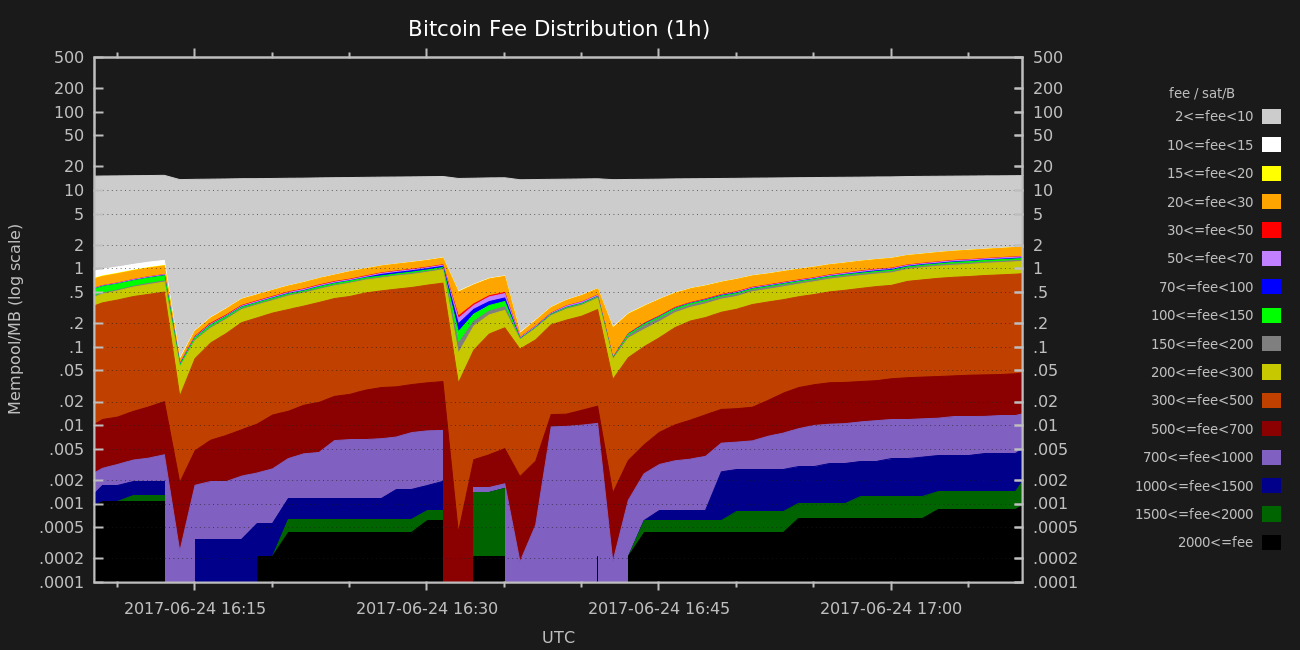 Bitcoin Fee Distribution (1h)
500 500
200 200
100 100
50 50
20 20
10 10
5 5
2 2
1 1
.5 .5
.2 .2
.1 .1
.05 .05
.02 .02
.01 .01
.005 .005
.002 .002
.001 .001
.0005 .0005
.0002 .0002
.0001 .0001
Mempool/MB (log scale)
2017-06-24 16:15 2017-06-24 16:30 2017-06-24 16:45 2017-06-24 17:00
UTC
fee / sat/B
2<=fee<10
10<=fee<15
15<=fee<20
20<=fee<30
30<=fee<50
50<=fee<70
70<=fee<100
100<=fee<150
150<=fee<200
200<=fee<300
300<=fee<500
500<=fee<700
700<=fee<1000
1000<=fee<1500
1500<=fee<2000
2000<=fee